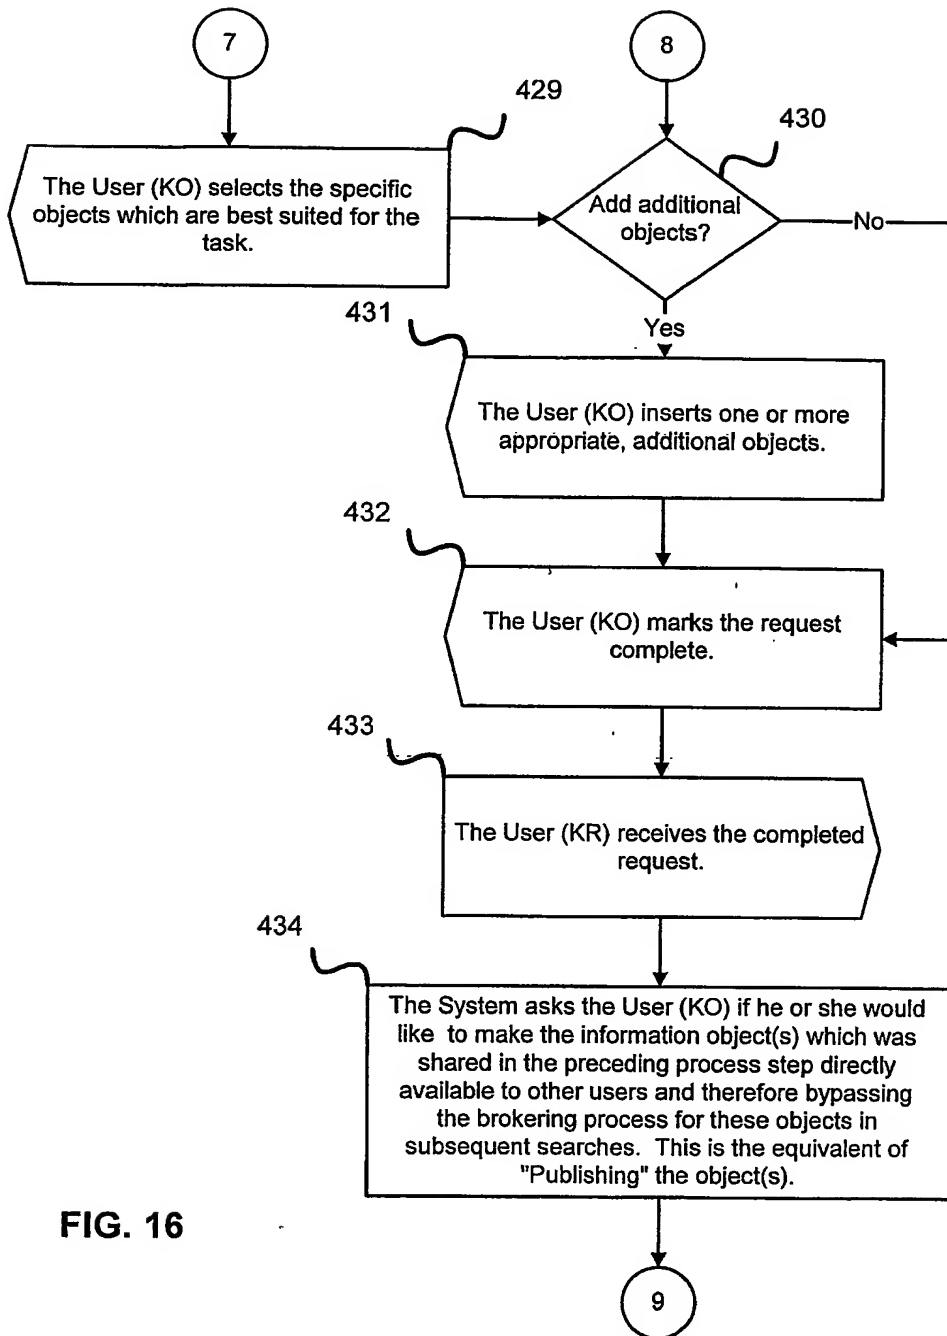 7
8
429
430
The User (KO) selects the specific
objects which are best suited for the
task.
Add additional
objects?
No
431
Yes
The User (KO) inserts one or more
appropriate, additional objects.
432
The User (KO) marks the request
complete.
433
The User (KR) receives the completed
request.
434
The System asks the User (KO) if he or she would
like to make the information object(s) which was
shared in the preceding process step directly
available to other users and therefore bypassing
the brokering process for these objects in
subsequent searches. This is the equivalent of
"Publishing" the object(s).
FIG. 16
9